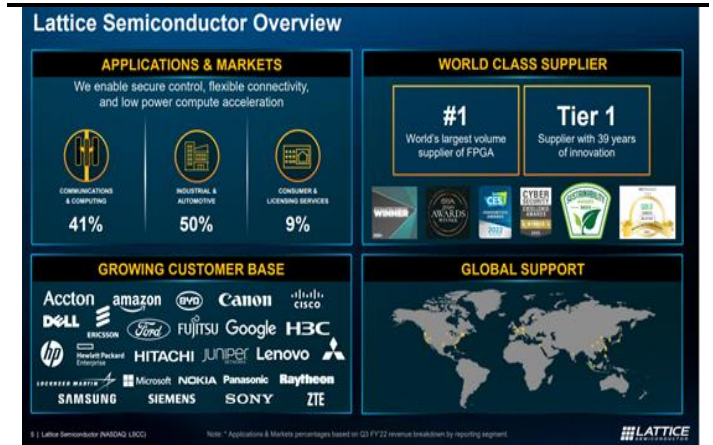 Lattice Semiconductor Overview
APPLICATIONS & MARKETS
We enable secure control, flexible connectivity,
and low power compute acceleration
COMMUNICATIONS
& COMPUTING
41%
INDUSTRIAL &
AUTOMOTIVE
50%
CONSUMER &
LICENSING SERVICES
9%
WORLD CLASS SUPPLIER
#1
World's largest volume
supplier of FPGA
Tier 1
Supplier with 39 years
of innovation
WINNER
AWARDS
CES
2022
CYBER
SECURITY
EXCELLENCE
AWARDS
SUSTAINABILITY
GOLD
GROWING CUSTOMER BASE
Accton amazon BYD Canon cisco
DELL ERICSSON Ford FUJITSU Google H3C
hp Hewlett Packard
Enterprise HITACHI JUNIPER Lenovo
NETWORKS
LOCKHEED MARTIN Microsoft NOKIA Panasonic Raytheon
SAMSUNG SIEMENS SONY ZTE
GLOBAL SUPPORT
5 | Lattice Semiconductor (NASDAQ: LSCC)
Note: * Applications & Markets percentages based on Q3 FY'22 revenue breakdown by reporting segment.
LATTICE
SEMICONDUCTOR